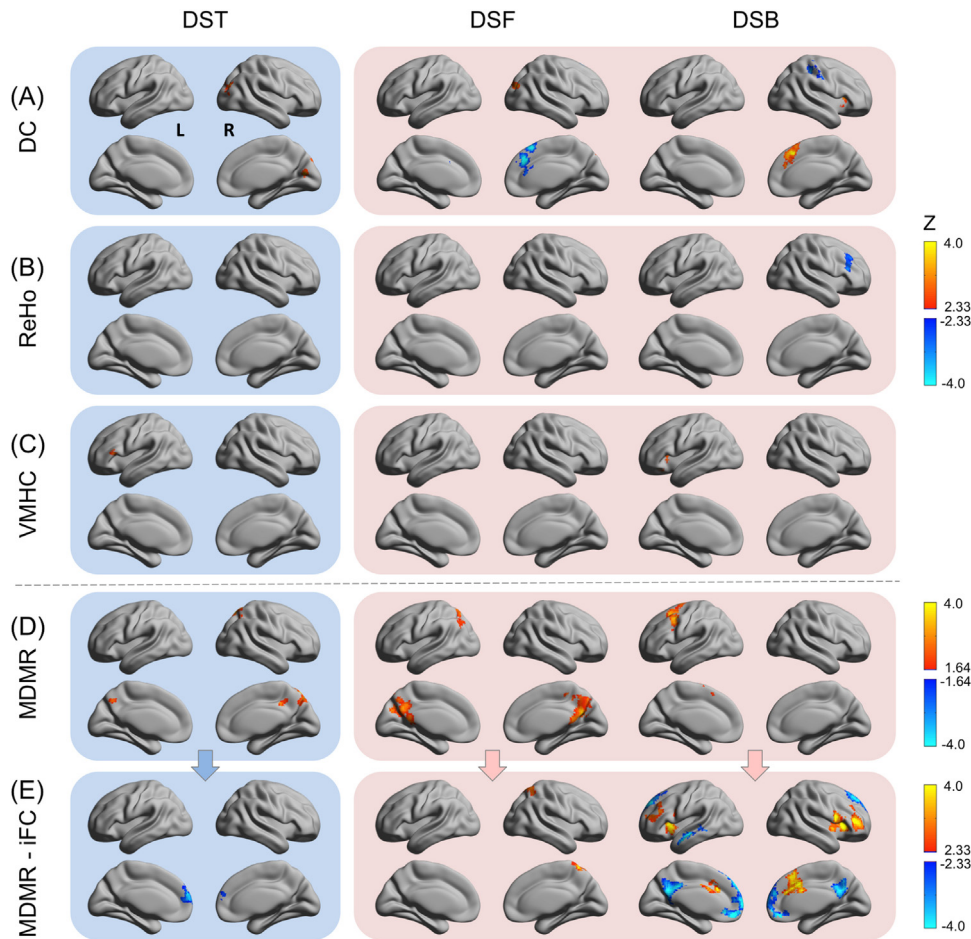 DST DSF DSB
(A) DC
L R
(B) ReHo
Z
4.0
2.33
-2.33
-4.0
(C) VMHC
(D) MDMR
4.0
1.64
-1.64
-4.0
(E) MDMR - iFC
4.0
2.33
-2.33
-4.0